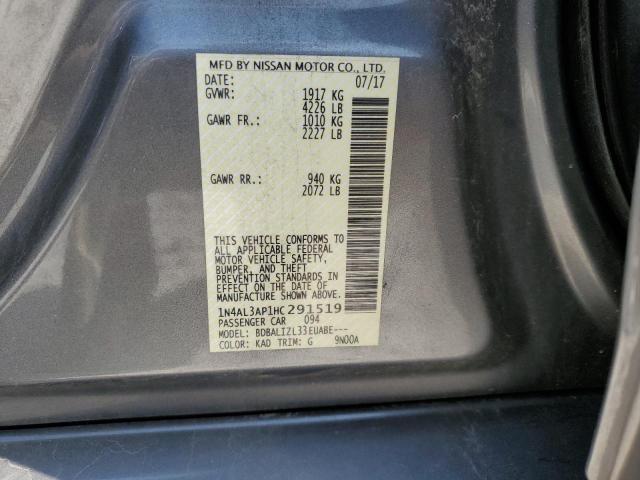 MFD BY NISSAN MOTOR CO., LTD.
DATE: 07/17
GVWR: 1917 KG
4226 LB
GAWR FR.: 1010 KG
2227 LB
GAWR RR.: 940 KG
2072 LB
THIS VEHICLE CONFORMS TO
ALL APPLICABLE FEDERAL
MOTOR VEHICLE SAFETY,
BUMPER, AND THEFT
PREVENTION STANDARDS IN
EFFECT ON THE DATE OF
MANUFACTURE SHOWN ABOVE.
1N4AL3AP1HC291519
PASSENGER CAR 094
MODEL: BDBALIZL33EUABE---
COLOR: KAD TRIM: G 9N00A